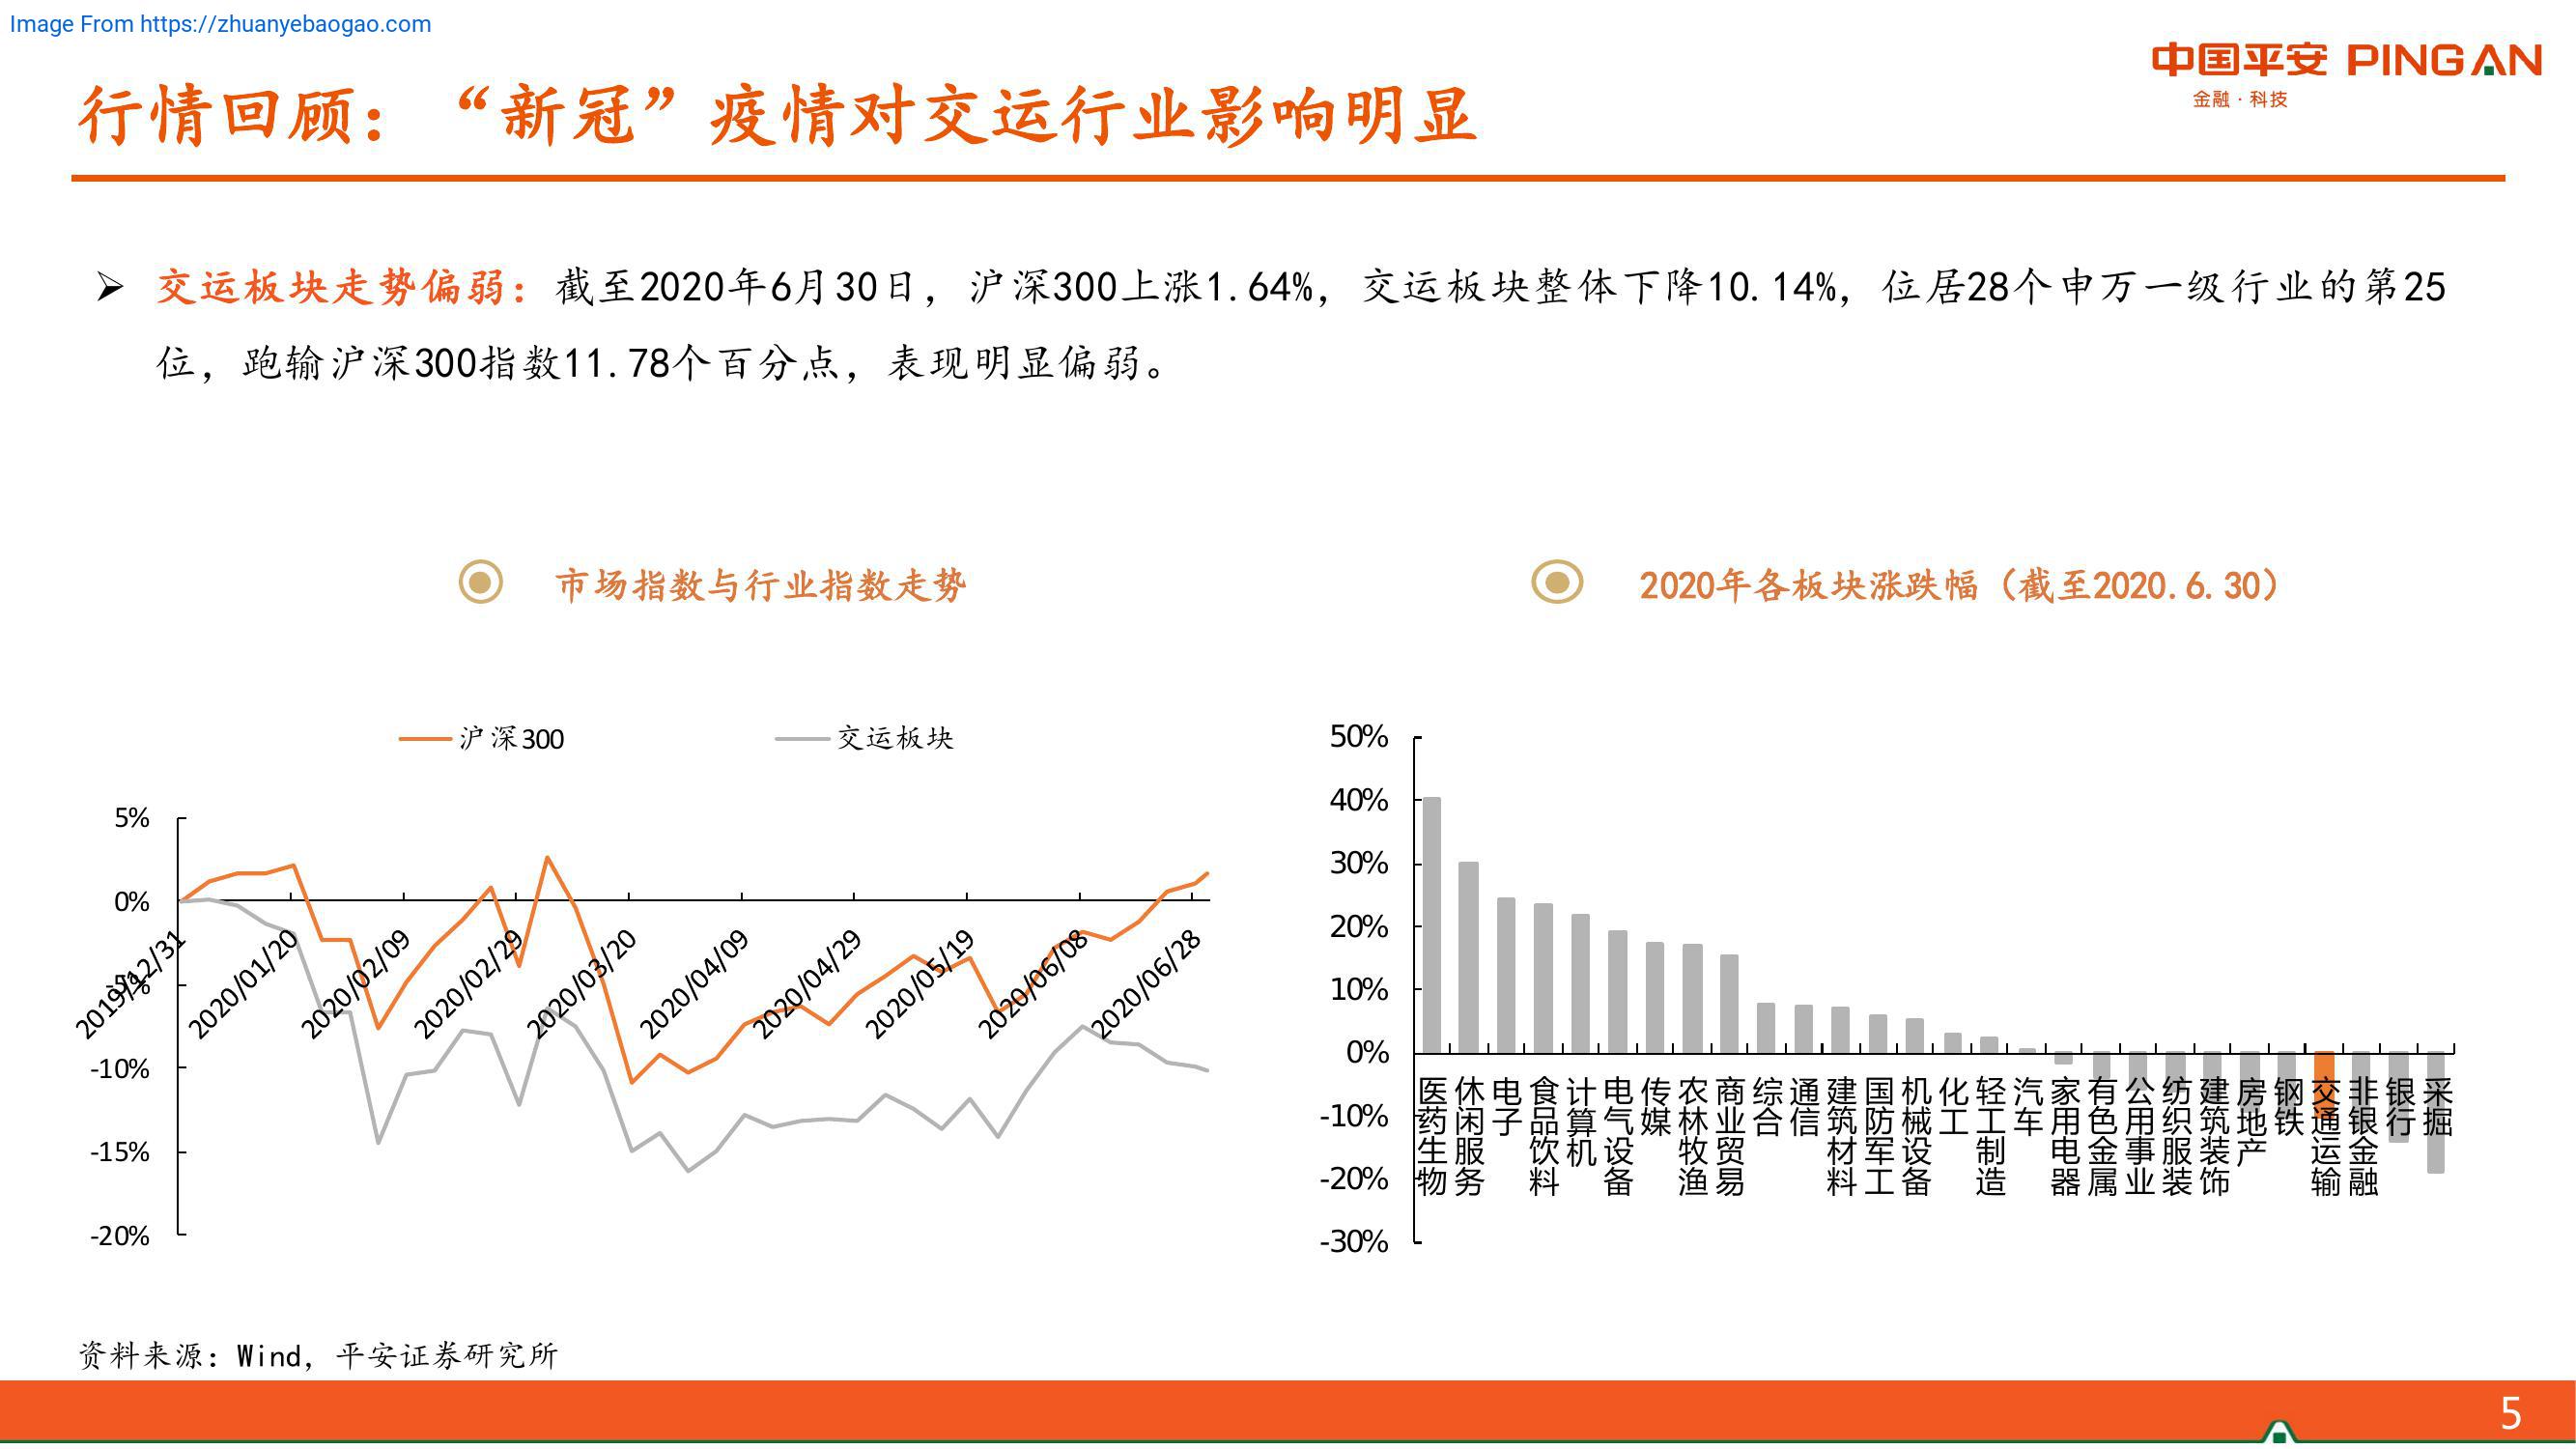 Image From https://zhuanyebaogao.com
中国平安 PINGAN
金融·科技
行情回顾：“新冠”疫情对交运行业影响明显
交运板块走势偏弱：截至2020年6月30日，沪深300上涨1.64%，交运板块整体下降10.14%，位居28个申万一级行业的第25
位，跑输沪深300指数11.78个百分点，表现明显偏弱。
市场指数与行业指数走势
沪深300
交运板块
5%
0%
-5%
-10%
-15%
-20%
2019/12/31
2020/01/20
2020/02/09
2020/02/29
2020/03/20
2020/04/09
2020/04/29
2020/05/19
2020/06/08
2020/06/28
2020年各板块涨跌幅（截至2020.6.30）
50%
40%
30%
20%
10%
0%
-10%
-20%
-30%
医药生物
休闲服务
电子
食品饮料
计算机
电气设备
传媒
农林牧渔
商业贸易
综合
通信
建筑材料
国防军工
机械设备
化工
轻工制造
汽车
家用电器
有色金属
公用事业
纺织服装
建筑装饰
房地产
钢铁
交通运输
非银金融
银行
采掘
资料来源：Wind，平安证券研究所
5